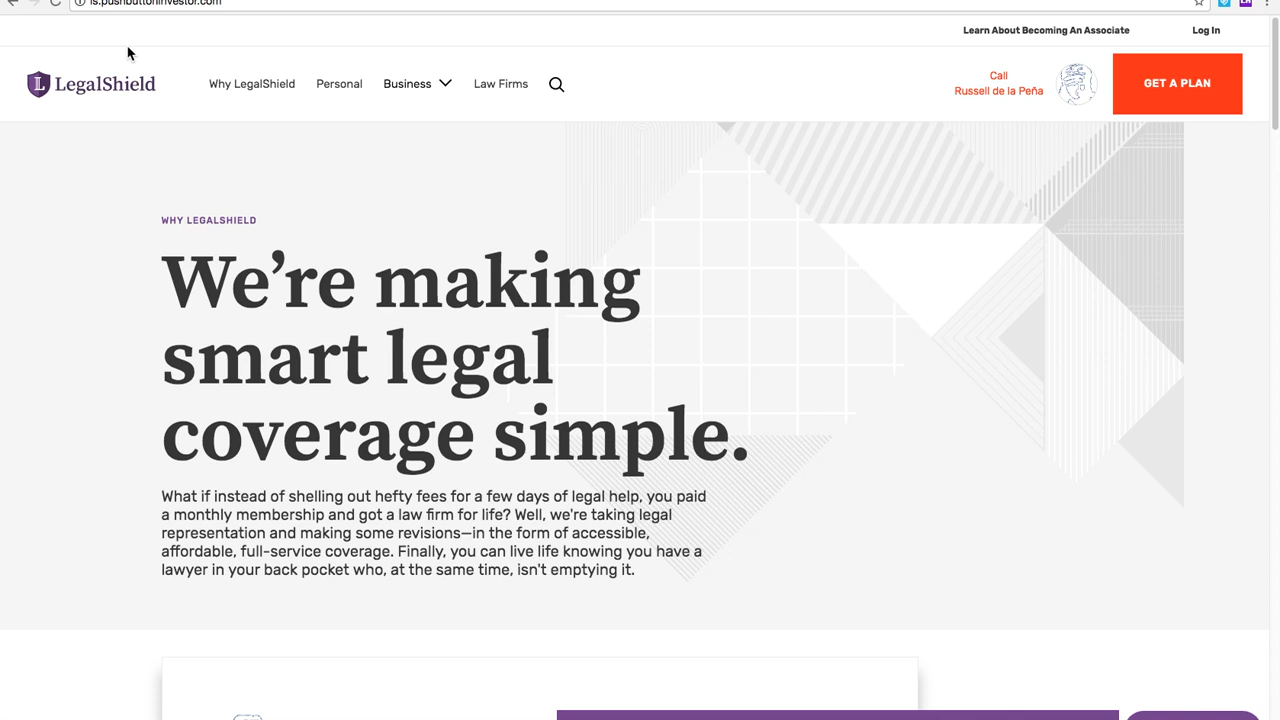 is.pushbuttoninvestor.com
Learn About Becoming An Associate
Log In
LegalShield
Why LegalShield
Personal
Business
Law Firms
Call
Russell de la Peña
GET A PLAN
WHY LEGALSHIELD
We're making
smart legal
coverage simple.
What if instead of shelling out hefty fees for a few days of legal help, you paid
a monthly membership and got a law firm for life? Well, we're taking legal
representation and making some revisions—in the form of accessible,
affordable, full-service coverage. Finally, you can live life knowing you have a
lawyer in your back pocket who, at the same time, isn't emptying it.